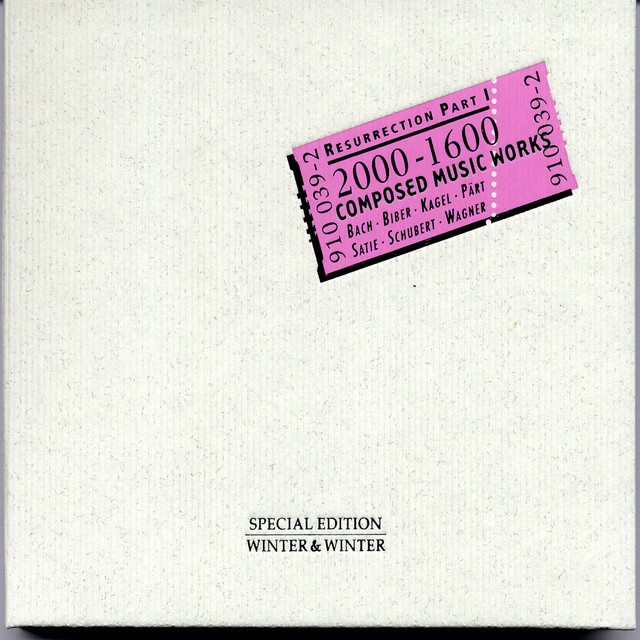 RESURRECTION PART I
2000-1600
COMPOSED MUSIC WORKS
BACH · BIBER · KAGEL · PÄRT
SATIE · SCHUBERT · WAGNER
910 039-2
910 039-2
SPECIAL EDITION
WINTER & WINTER